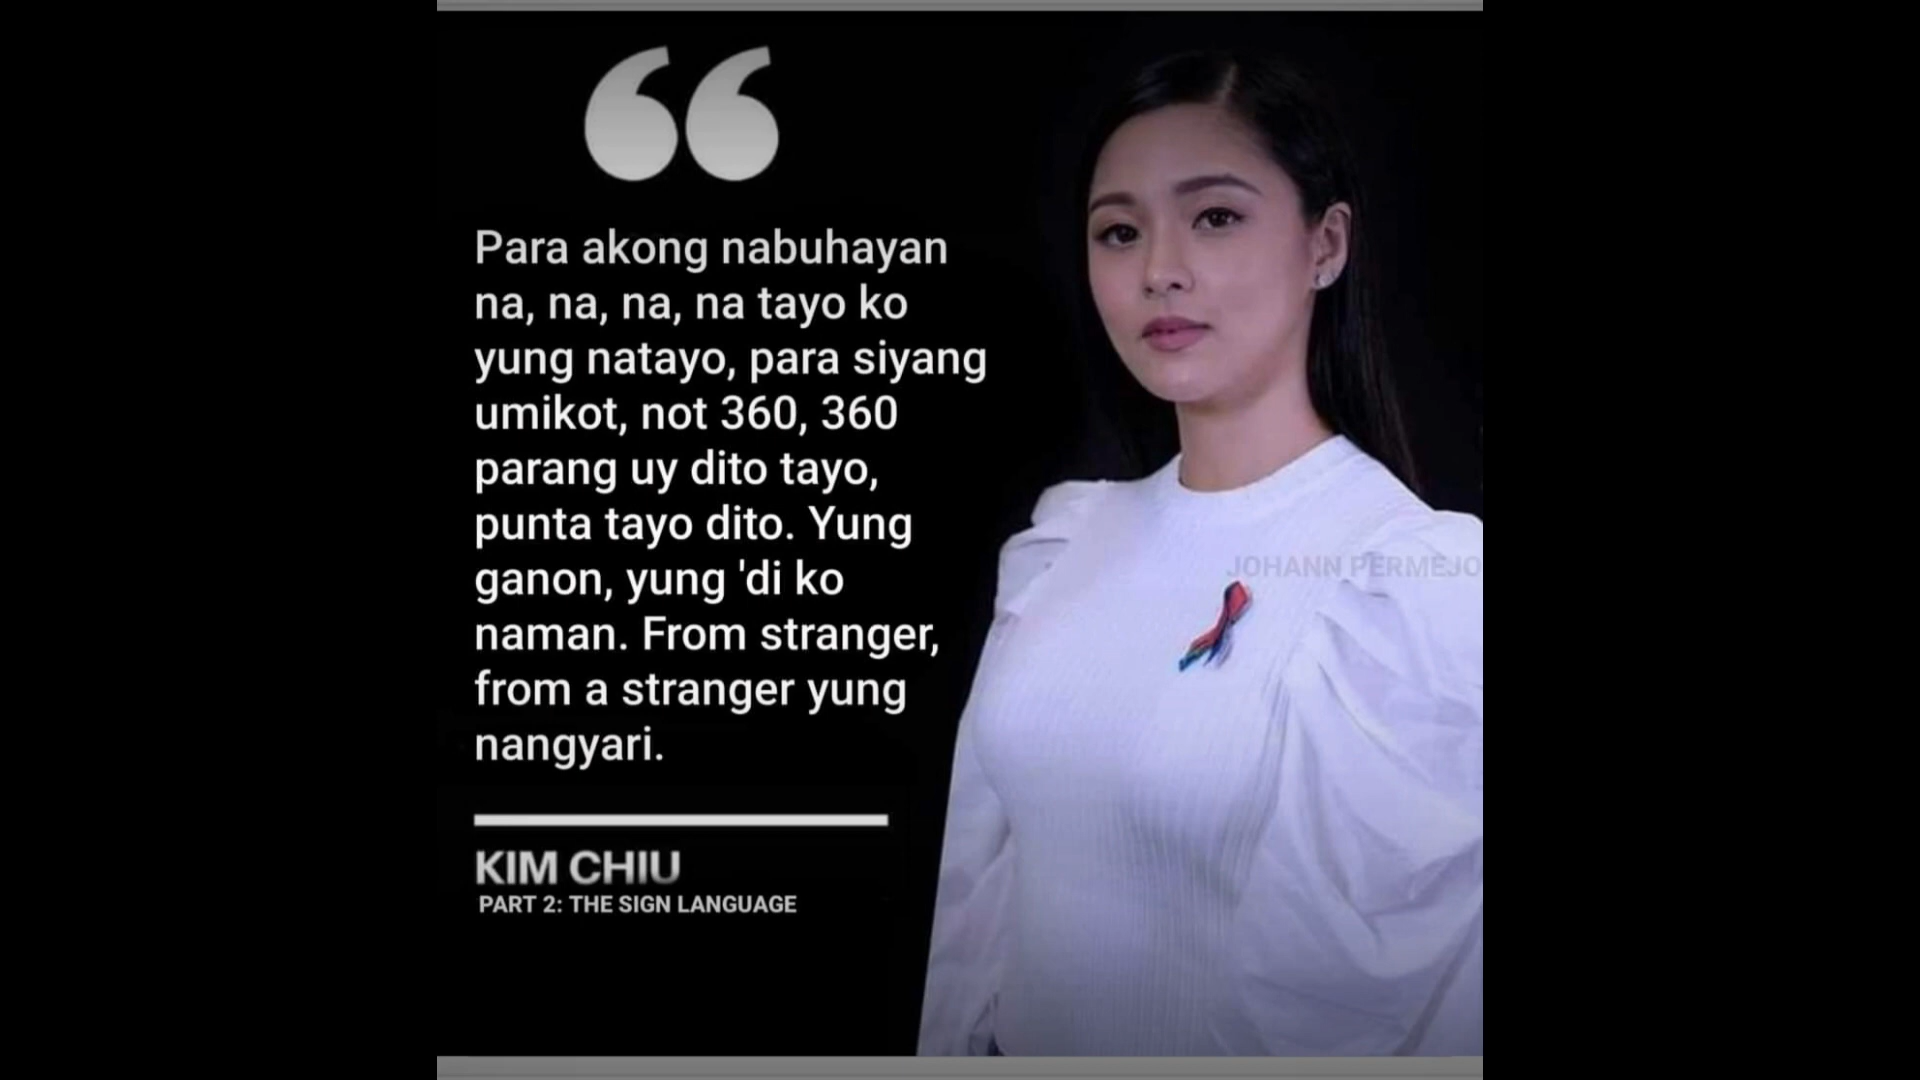 Para akong nabuhayan
na, na, na, na tayo ko
yung natayo, para siyang
umikot, not 360, 360
parang uy dito tayo,
punta tayo dito. Yung
ganon, yung 'di ko
naman. From stranger,
from a stranger yung
nangyari.
KIM CHIU
PART 2: THE SIGN LANGUAGE
JOHANN PERMEJO